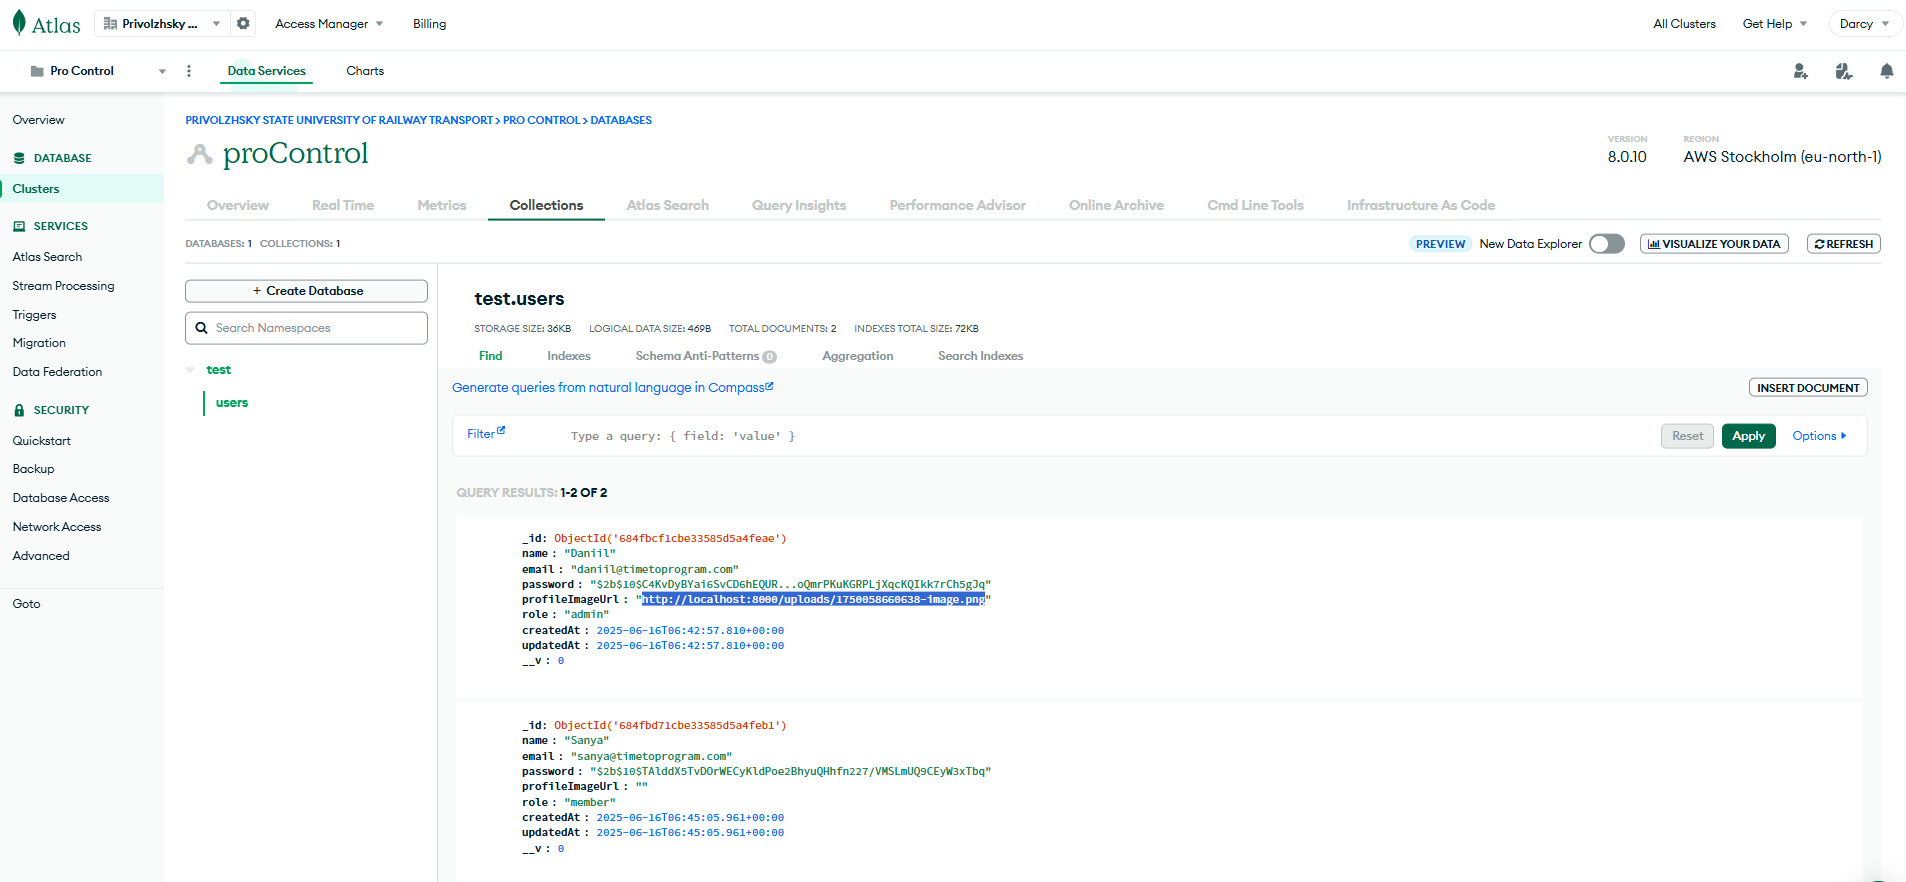 Atlas
Privolzhsky ...
Access Manager
Billing
All Clusters
Get Help
Darcy
Pro Control
Data Services
Charts
Overview
DATABASE
Clusters
SERVICES
Atlas Search
Stream Processing
Triggers
Migration
Data Federation
SECURITY
Quickstart
Backup
Database Access
Network Access
Advanced
Goto
PRIVOLZHSKY STATE UNIVERSITY OF RAILWAY TRANSPORT > PRO CONTROL > DATABASES
proControl
VERSION
8.0.10
REGION
AWS Stockholm (eu-north-1)
Overview
Real Time
Metrics
Collections
Atlas Search
Query Insights
Performance Advisor
Online Archive
Cmd Line Tools
Infrastructure As Code
DATABASES: 1 COLLECTIONS: 1
PREVIEW New Data Explorer
VISUALIZE YOUR DATA
REFRESH
+ Create Database
Search Namespaces
test
users
test.users
STORAGE SIZE: 36KB LOGICAL DATA SIZE: 469B TOTAL DOCUMENTS: 2 INDEXES TOTAL SIZE: 72KB
Find
Indexes
Schema Anti-Patterns 0
Aggregation
Search Indexes
Generate queries from natural language in Compass
INSERT DOCUMENT
Filter
Type a query: { field: 'value' }
Reset
Apply
Options
QUERY RESULTS: 1-2 OF 2
_id: ObjectId('684fbcf1cbe33585d5a4feae')
name : "Daniil"
email : "daniil@timetoprogram.com"
password : "$2b$10$C4KvDyBYai6SvCD6hEQUR...oQmrPKuKGRPLjXqcKQIkk7rCh5gJq"
profileImageUrl : "http://localhost:8000/uploads/1750058660638-image.png"
role : "admin"
createdAt : 2025-06-16T06:42:57.810+00:00
updatedAt : 2025-06-16T06:42:57.810+00:00
__v : 0
_id: ObjectId('684fbd71cbe33585d5a4feb1')
name : "Sanya"
email : "sanya@timetoprogram.com"
password : "$2b$10$TAlddX5TvDOrWECyKldPoe2BhyuQHhfn227/VMSLmUQ9CEyW3xTbq"
profileImageUrl : ""
role : "member"
createdAt : 2025-06-16T06:45:05.961+00:00
updatedAt : 2025-06-16T06:45:05.961+00:00
__v : 0